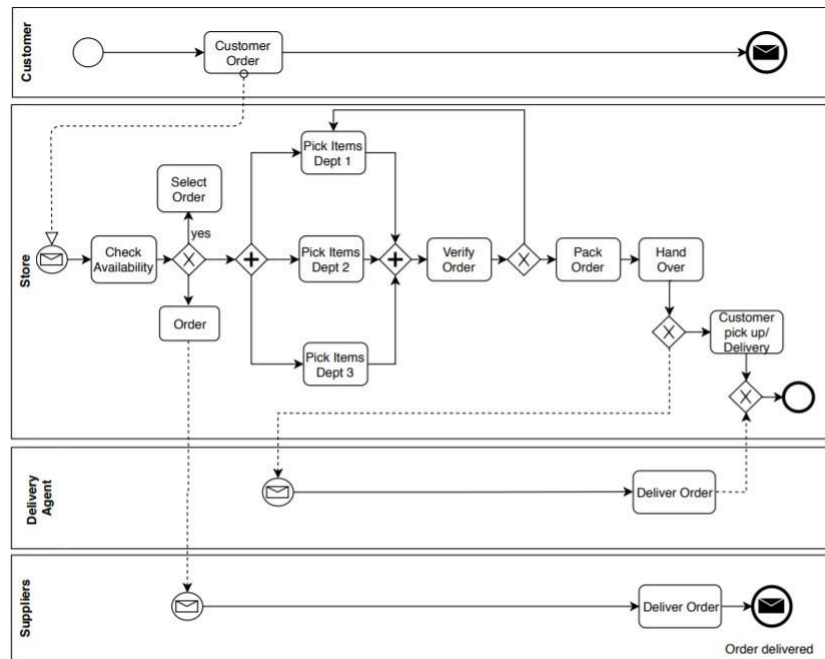 Customer
Customer
Order
Store
Select
Order
yes
Check
Availability
Order
Pick Items
Dept 1
Pick Items
Dept 2
Pick Items
Dept 3
Verify
Order
Pack
Order
Hand
Over
Customer
pick up/
Delivery
Delivery
Agent
Deliver Order
Suppliers
Deliver Order
Order delivered